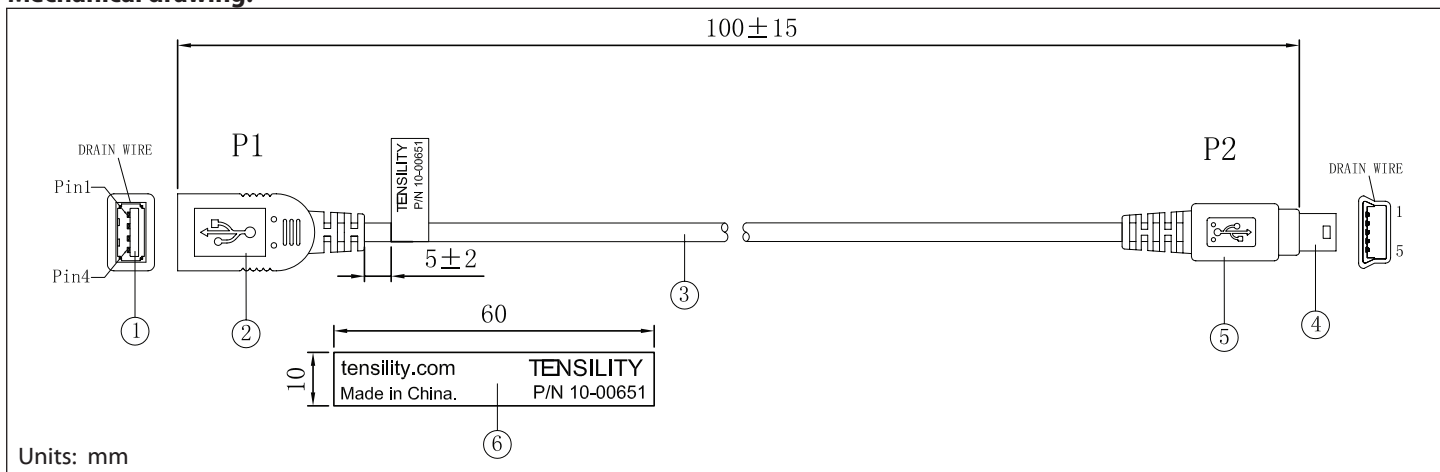 Mechanical drawing:
100±15
P1
P2
DRAIN WIRE
Pin1
Pin4
TENSILITY
P/N 10-00651
DRAIN WIRE
1
5
5±2
1
2
3
5
4
60
10
tensility.com TENSILITY
Made in China. P/N 10-00651
6
Units: mm